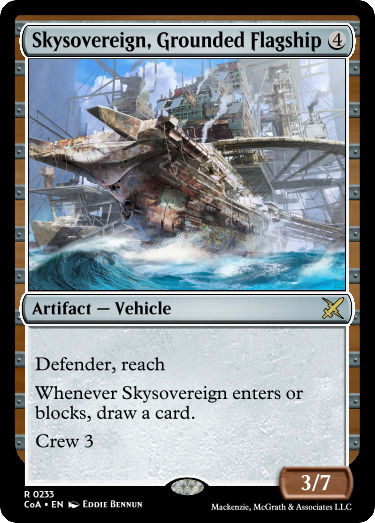 Skysovereign, Grounded Flagship 4
Artifact — Vehicle
Defender, reach
Whenever Skysovereign enters or
blocks, draw a card.
Crew 3
3/7
R 0233
CoA • EN Eddie Bennun
Mackenzie, McGrath & Associates LLC